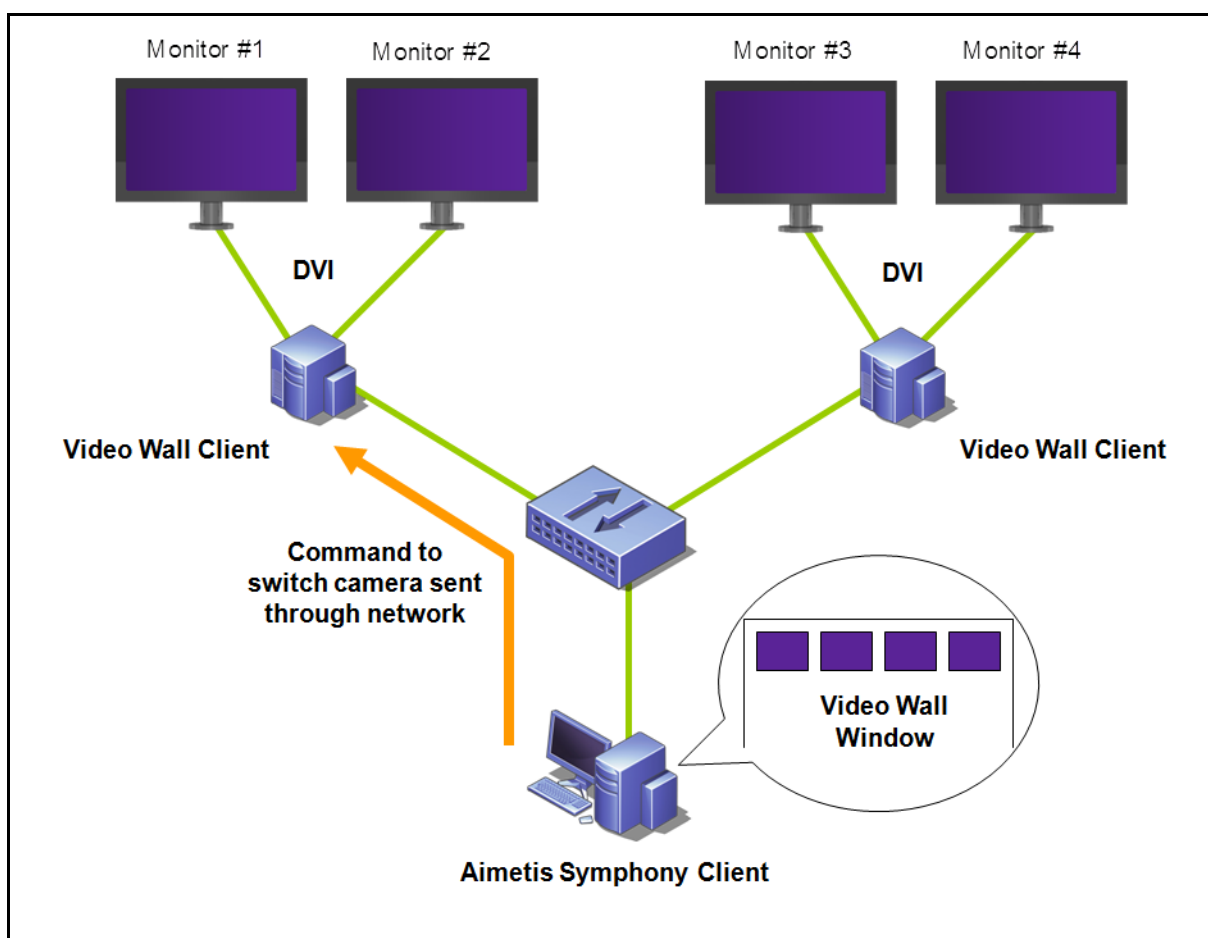 Monitor #1
Monitor #2
Monitor #3
Monitor #4
DVI
DVI
Video Wall Client
Video Wall Client
Command to
switch camera sent
through network
Video Wall
Window
Aimetis Symphony Client